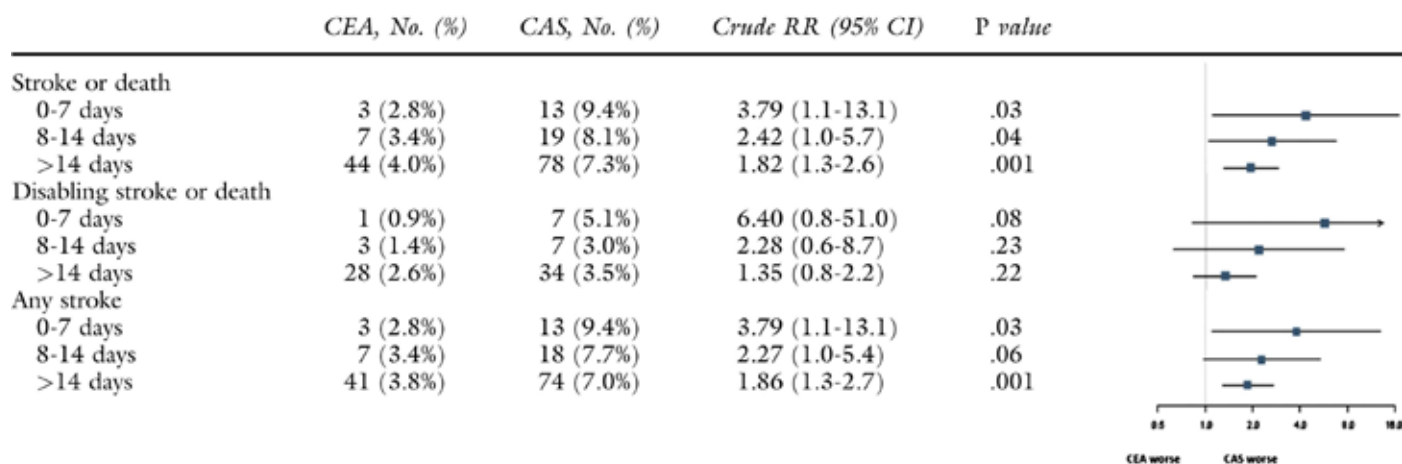 CEA, No. (%) CAS, No. (%) Crude RR (95% CI) P value
Stroke or death
0-7 days 3 (2.8%) 13 (9.4%) 3.79 (1.1-13.1) .03
8-14 days 7 (3.4%) 19 (8.1%) 2.42 (1.0-5.7) .04
>14 days 44 (4.0%) 78 (7.3%) 1.82 (1.3-2.6) .001
Disabling stroke or death
0-7 days 1 (0.9%) 7 (5.1%) 6.40 (0.8-51.0) .08
8-14 days 3 (1.4%) 7 (3.0%) 2.28 (0.6-8.7) .23
>14 days 28 (2.6%) 34 (3.5%) 1.35 (0.8-2.2) .22
Any stroke
0-7 days 3 (2.8%) 13 (9.4%) 3.79 (1.1-13.1) .03
8-14 days 7 (3.4%) 18 (7.7%) 2.27 (1.0-5.4) .06
>14 days 41 (3.8%) 74 (7.0%) 1.86 (1.3-2.7) .001
0.5 1.0 2.0 4.0 8.0 16.0
CEA worse CAS worse